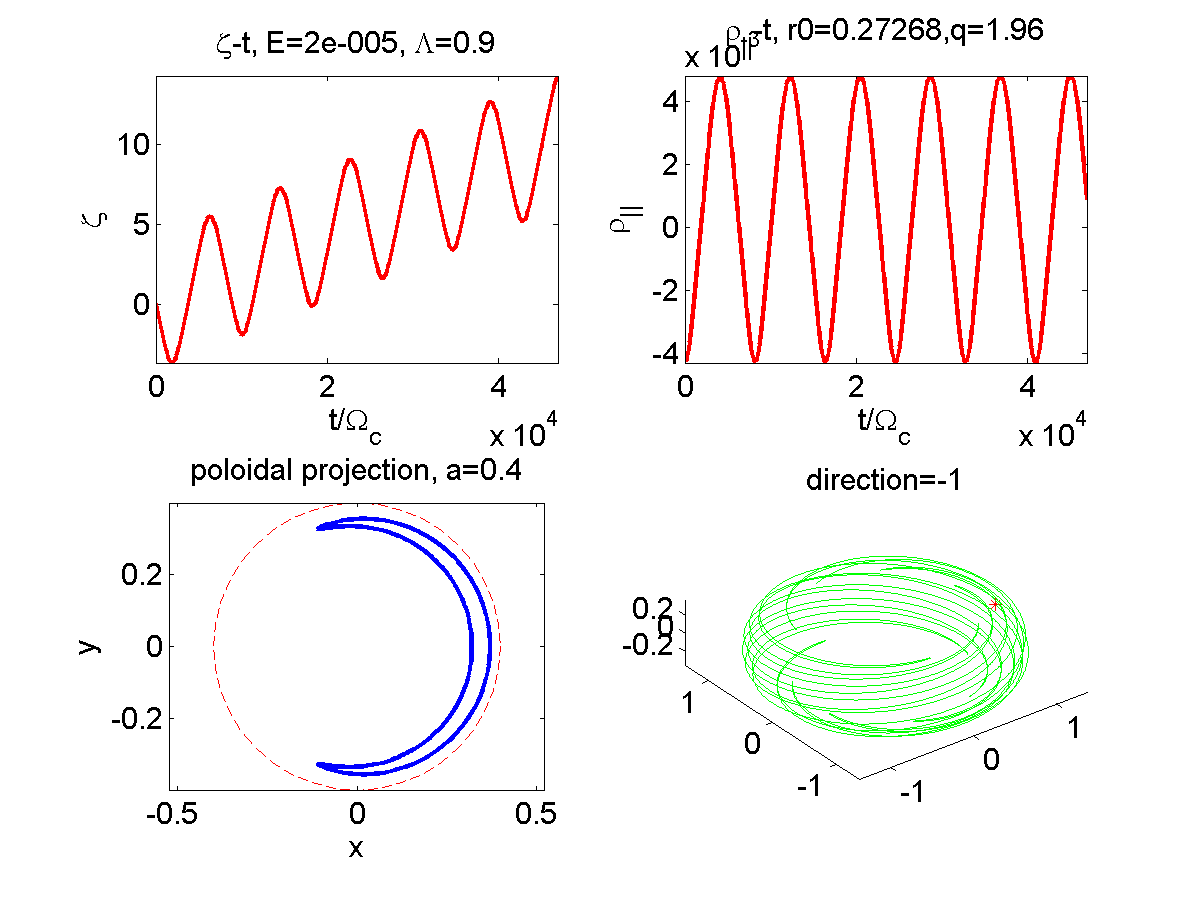 ζ-t, E=2e-005, Λ=0.9
10
5
0
ζ
0
2
4
t/Ω_c
x 10^4
ρ_||-t, r0=0.27268,q=1.96
x 10^-3
4
2
0
-2
-4
ρ_||
0
2
4
t/Ω_c
x 10^4
poloidal projection, a=0.4
0.2
0
-0.2
y
-0.5
0
0.5
x
direction=-1
0.2
0
-0.2
1
0
-1
-1
0
1